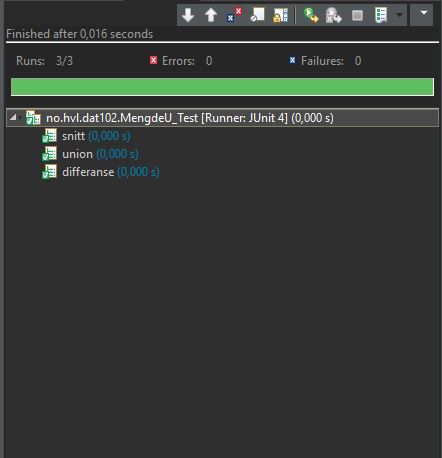 Finished after 0,016 seconds
Runs: 3/3 Errors: 0 Failures: 0
no.hvl.dat102.MengdeU_Test [Runner: JUnit 4] (0,000 s)
snitt (0,000 s)
union (0,000 s)
differanse (0,000 s)